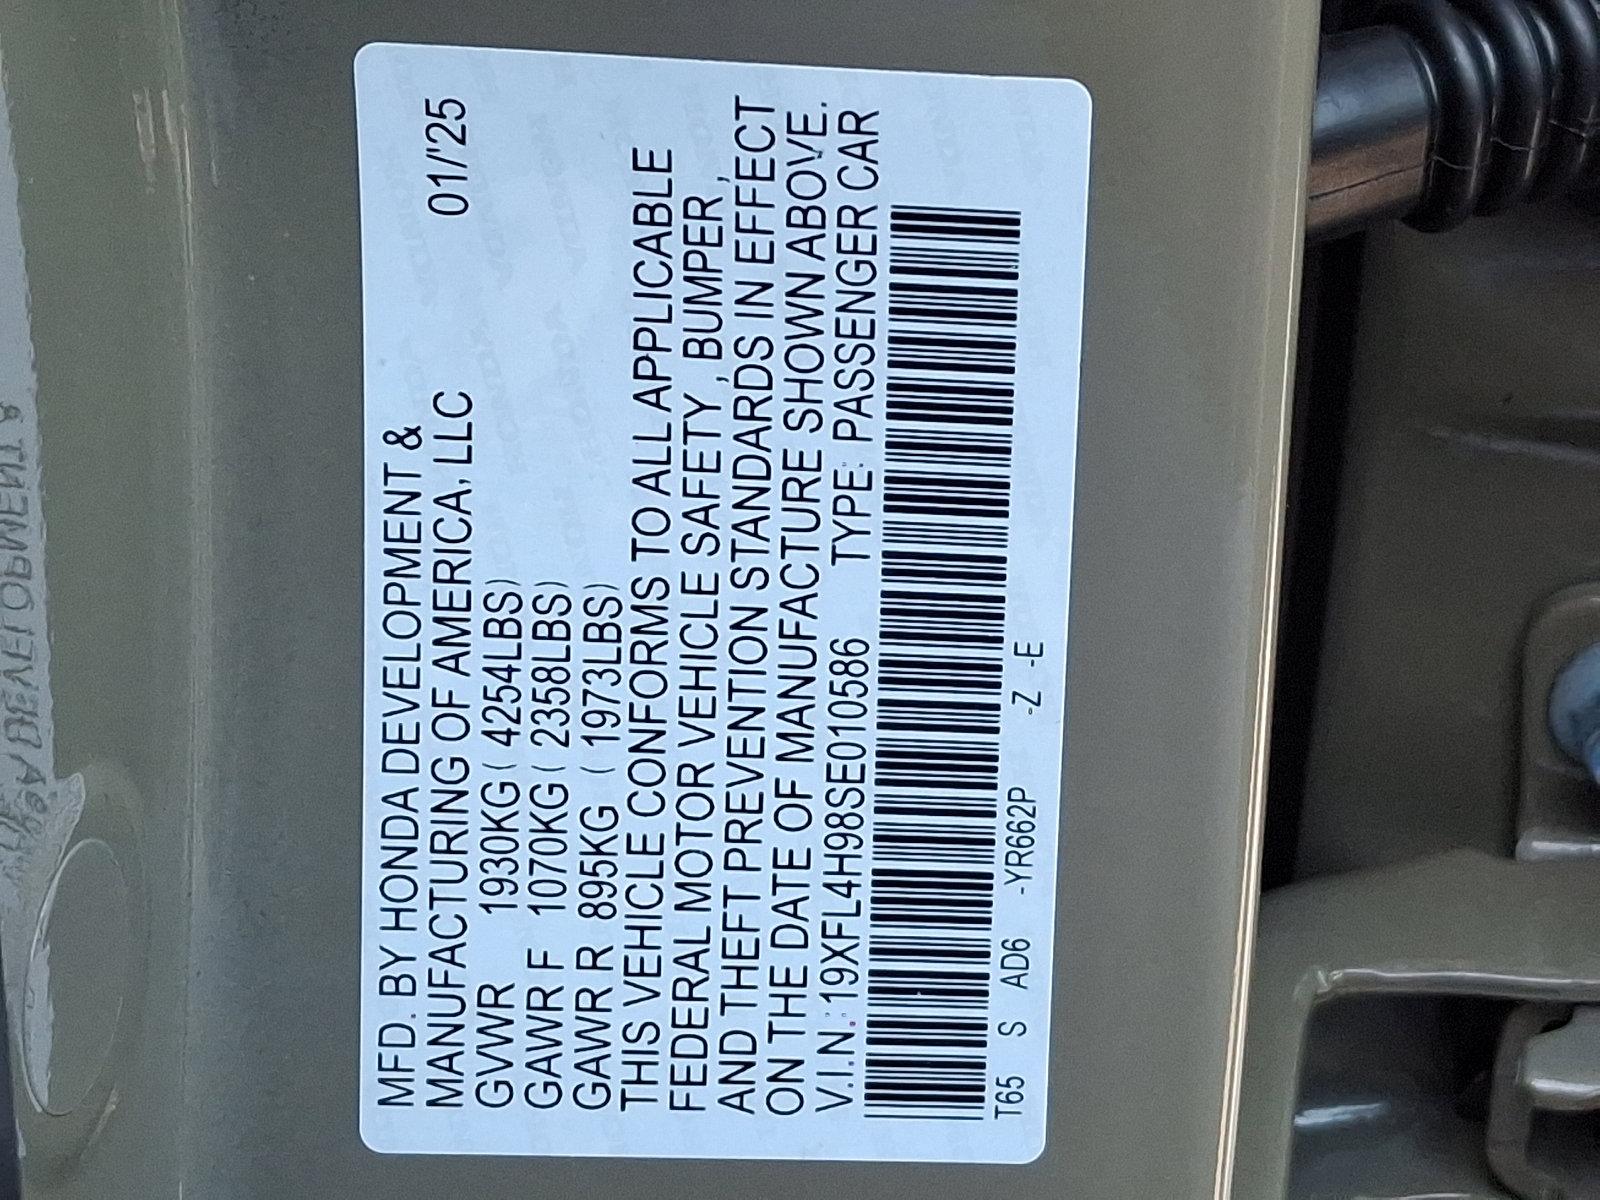 MFD. BY HONDA DEVELOPMENT &
MANUFACTURING OF AMERICA, LLC 01/'25
GVWR 1930KG ( 4254LBS)
GAWR F 1070KG ( 2358LBS)
GAWR R 895KG ( 1973LBS)
THIS VEHICLE CONFORMS TO ALL APPLICABLE
FEDERAL MOTOR VEHICLE SAFETY , BUMPER ,
AND THEFT PREVENTION STANDARDS IN EFFECT
ON THE DATE OF MANUFACTURE SHOWN ABOVE.
V.I.N.:19XFL4H98SE010586 TYPE: PASSENGER CAR
T65 S AD6 -YR662P -Z -E